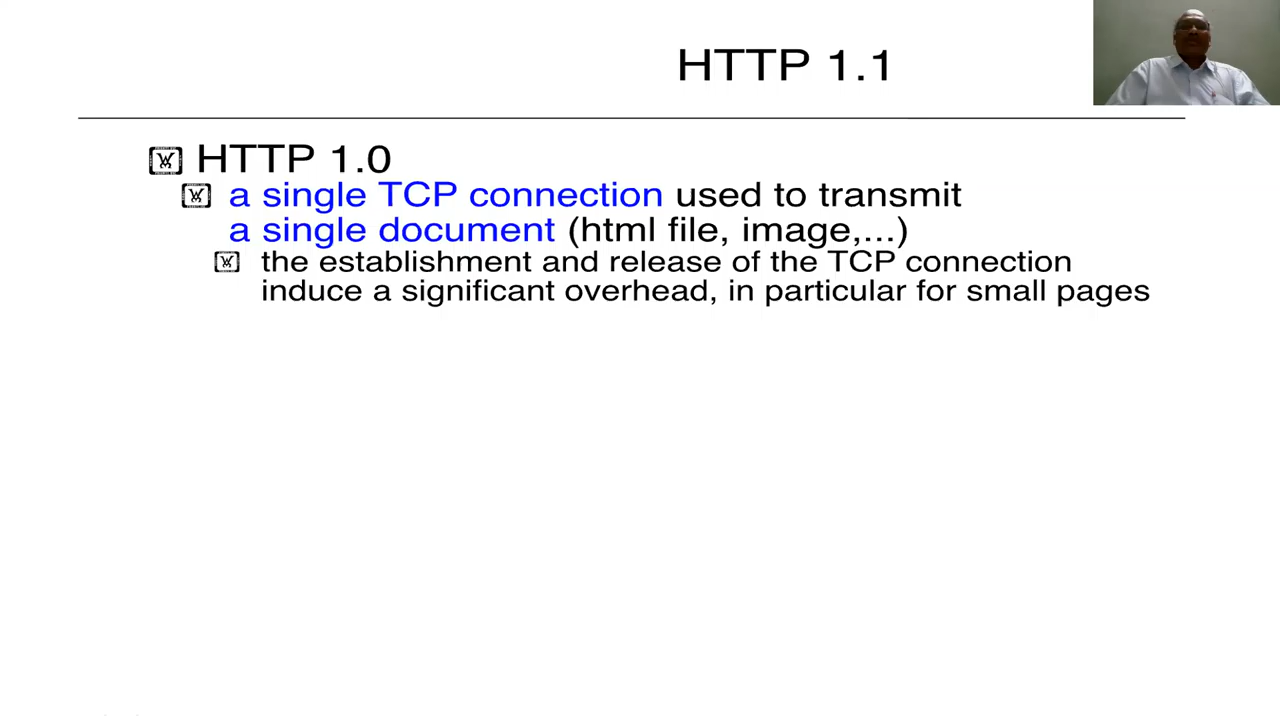 HTTP 1.1
HTTP 1.0
a single TCP connection used to transmit
a single document (html file, image,...)
the establishment and release of the TCP connection
induce a significant overhead, in particular for small pages